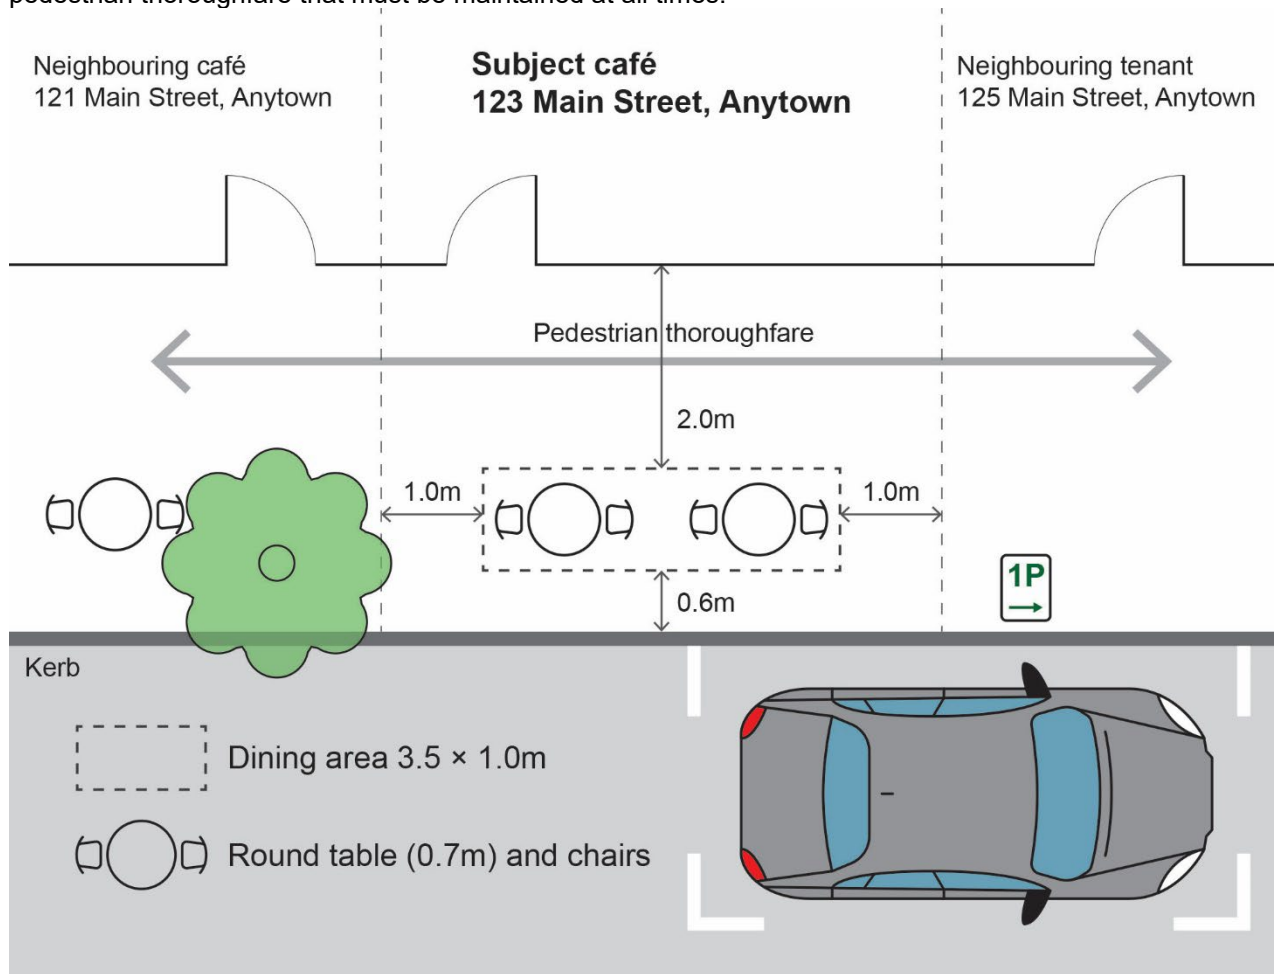 pedestrian thoroughfare that must be maintained at all times.
Neighbouring café
121 Main Street, Anytown
Subject café
123 Main Street, Anytown
Neighbouring tenant
125 Main Street, Anytown
Pedestrian thoroughfare
2.0m
1.0m
1.0m
1P
0.6m
Kerb
Dining area 3.5 × 1.0m
Round table (0.7m) and chairs